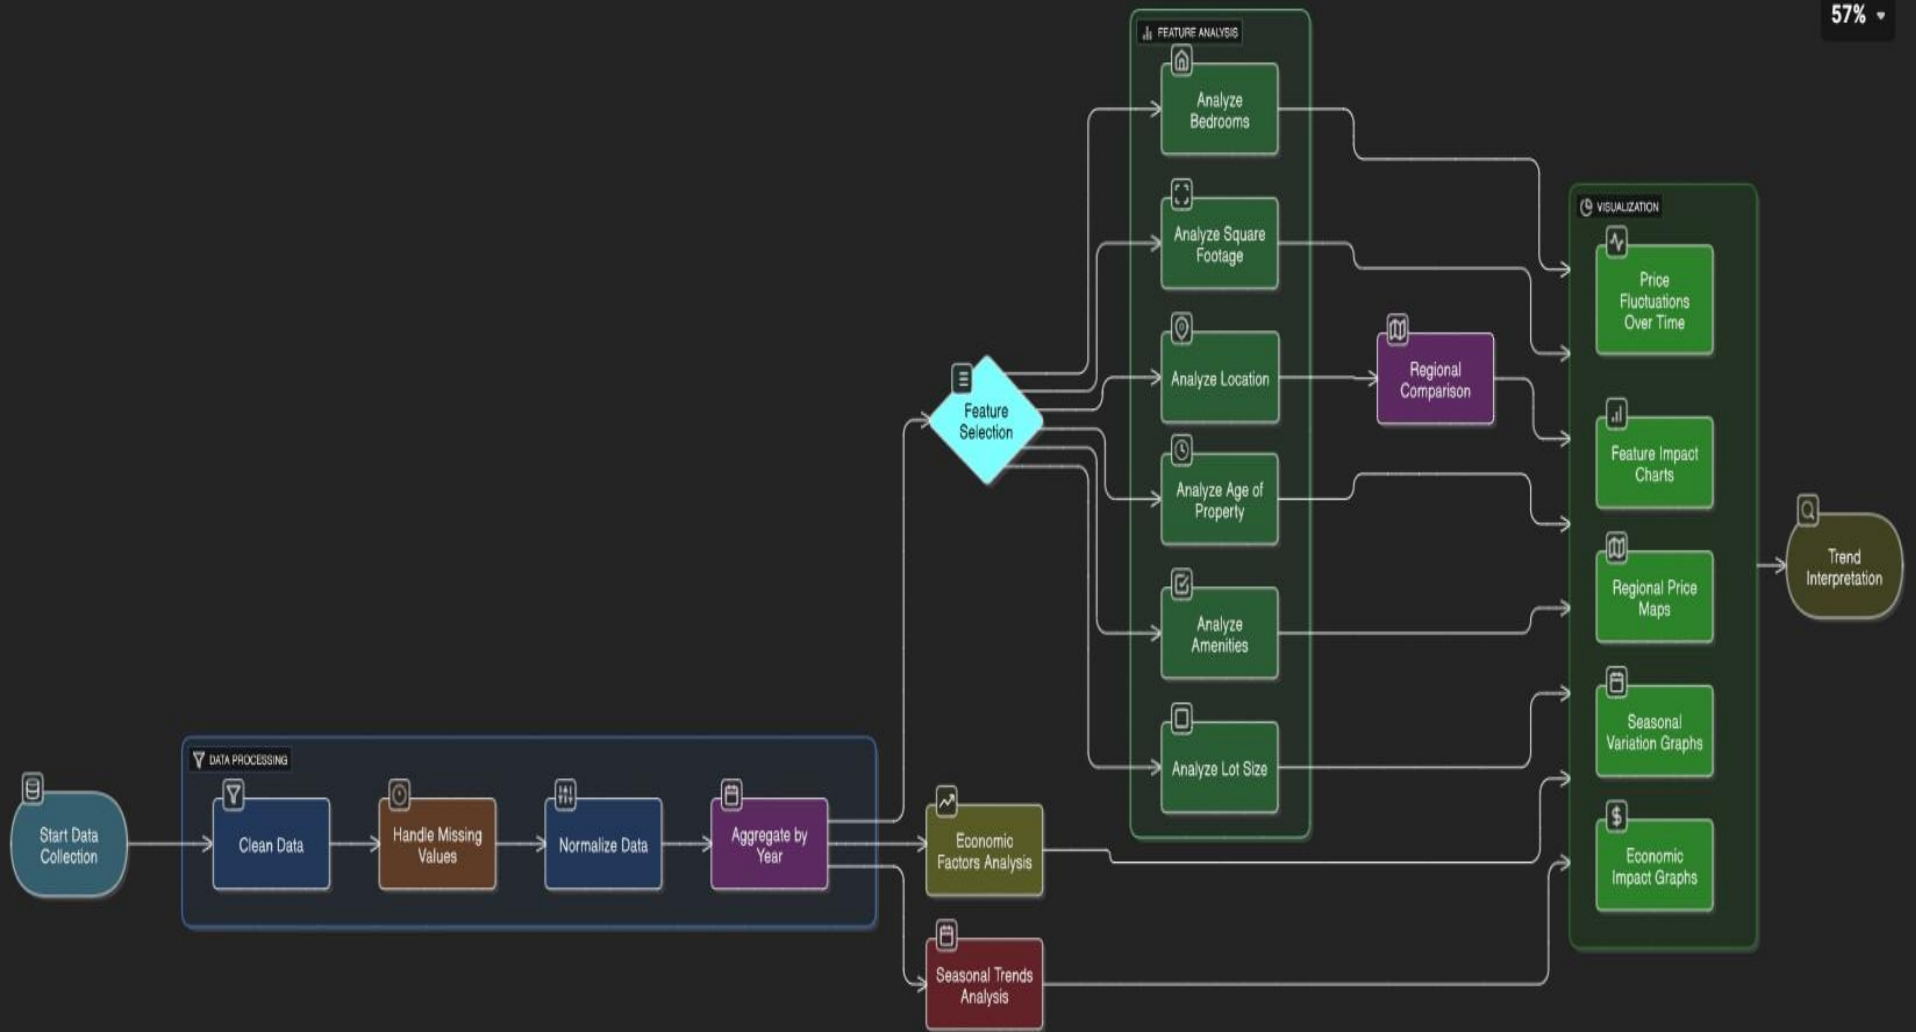 57%
FEATURE ANALYSIS
Analyze
Bedrooms
Analyze Square
Footage
Analyze Location
Analyze Age of
Property
Analyze
Amenities
Analyze Lot Size
Regional
Comparison
VISUALIZATION
Price
Fluctuations
Over Time
Feature Impact
Charts
Regional Price
Maps
Seasonal
Variation Graphs
Economic
Impact Graphs
Trend
Interpretation
Feature
Selection
DATA PROCESSING
Start Data
Collection
Clean Data
Handle Missing
Values
Normalize Data
Aggregate by
Year
Economic
Factors Analysis
Seasonal Trends
Analysis